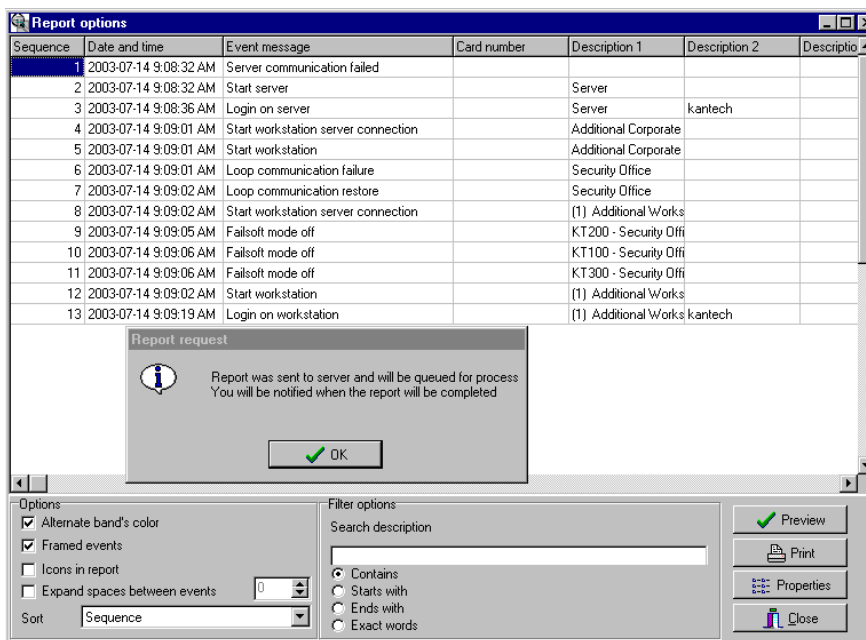 Report options
Sequence Date and time Event message Card number Description 1 Description 2 Descriptio
1 2003-07-14 9:08:32 AM Server communication failed
2 2003-07-14 9:08:32 AM Start server Server
3 2003-07-14 9:08:36 AM Login on server Server kantech
4 2003-07-14 9:09:01 AM Start workstation server connection Additional Corporate
5 2003-07-14 9:09:01 AM Start workstation Additional Corporate
6 2003-07-14 9:09:01 AM Loop communication failure Security Office
7 2003-07-14 9:09:02 AM Loop communication restore Security Office
8 2003-07-14 9:09:02 AM Start workstation server connection (1) Additional Works
9 2003-07-14 9:09:05 AM Failsoft mode off KT200 - Security Offi
10 2003-07-14 9:09:06 AM Failsoft mode off KT100 - Security Offi
11 2003-07-14 9:09:06 AM Failsoft mode off KT300 - Security Offi
12 2003-07-14 9:09:02 AM Start workstation (1) Additional Works
13 2003-07-14 9:09:19 AM Login on workstation (1) Additional Works kantech
Report request
Report was sent to server and will be queued for process
You will be notified when the report will be completed
OK
Options
Alternate band's color
Framed events
Icons in report
Expand spaces between events 0
Sort Sequence
Filter options
Search description
Contains
Starts with
Ends with
Exact words
Preview
Print
Properties
Close